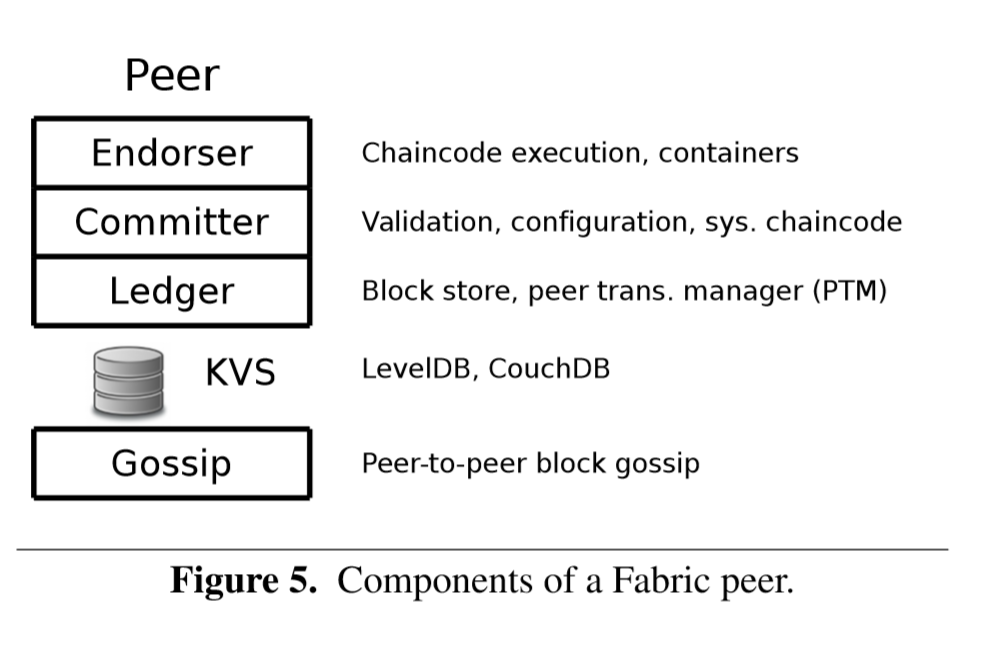 Peer
Endorser Chaincode execution, containers
Committer Validation, configuration, sys. chaincode
Ledger Block store, peer trans. manager (PTM)
KVS LevelDB, CouchDB
Gossip Peer-to-peer block gossip
Figure 5. Components of a Fabric peer.